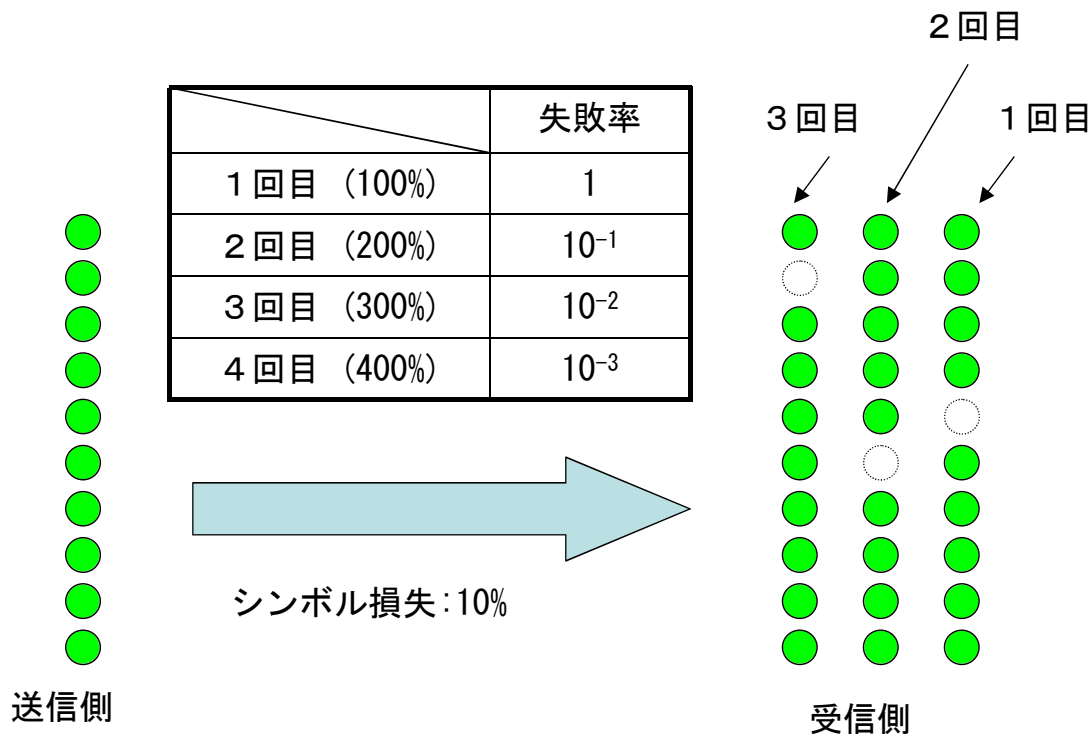 ２回目
３回目
１回目
失敗率
１回目 (100%) 1
２回目 (200%) 10⁻¹
３回目 (300%) 10⁻²
４回目 (400%) 10⁻³
シンボル損失:10%
送信側
受信側